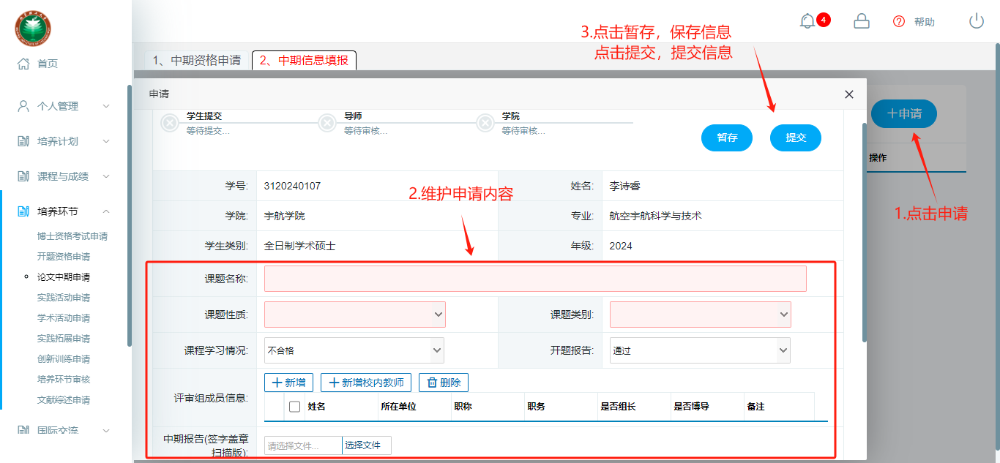 4
帮助
3.点击暂存，保存信息
点击提交，提交信息
首页
个人管理
培养计划
课程与成绩
培养环节
博士资格考试申请
开题资格申请
论文中期申请
实践活动申请
学术活动申请
实践拓展申请
创新训练申请
培养环节审核
文献综述申请
国际交流
1、中期资格申请
2、中期信息填报
申请
学生提交
等待提交...
导师
等待审核...
学院
等待审核...
暂存
提交
十申请
操作
1.点击申请
学号: 3120240107 姓名: 李诗睿
2.维护申请内容
学院: 宇航学院 专业: 航空宇航科学与技术
学生类别: 全日制学术硕士 年级: 2024
课题名称:
课题性质: 课题类别:
课程学习情况: 不合格 开题报告: 通过
评审组成员信息:
新增 新增校内教师 删除
姓名 所在单位 职称 职务 是否组长 是否博导 备注
中期报告(签字盖章
扫描版):
请选择文件... 选择文件